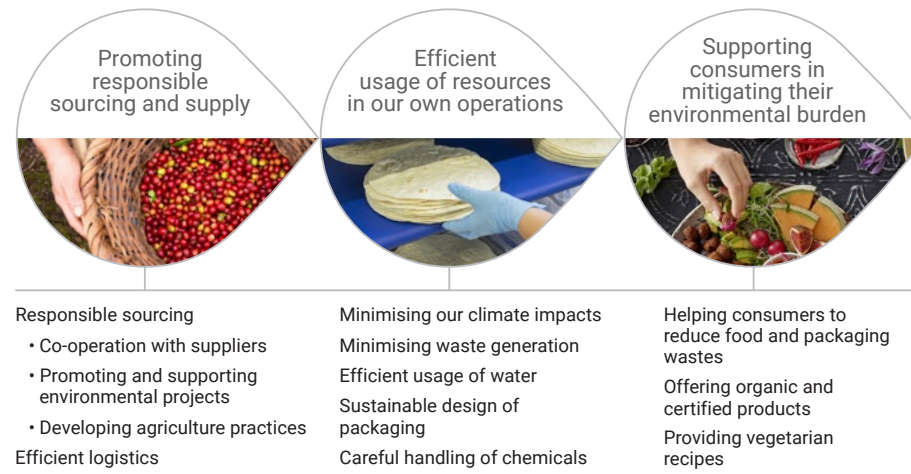 Promoting
responsible
sourcing and supply
Efficient
usage of resources
in our own operations
Supporting
consumers in
mitigating their
environmental burden
Responsible sourcing
• Co-operation with suppliers
• Promoting and supporting
environmental projects
• Developing agriculture practices
Efficient logistics
Minimising our climate impacts
Minimising waste generation
Efficient usage of water
Sustainable design of
packaging
Careful handling of chemicals
Helping consumers to
reduce food and packaging
wastes
Offering organic and
certified products
Providing vegetarian
recipes